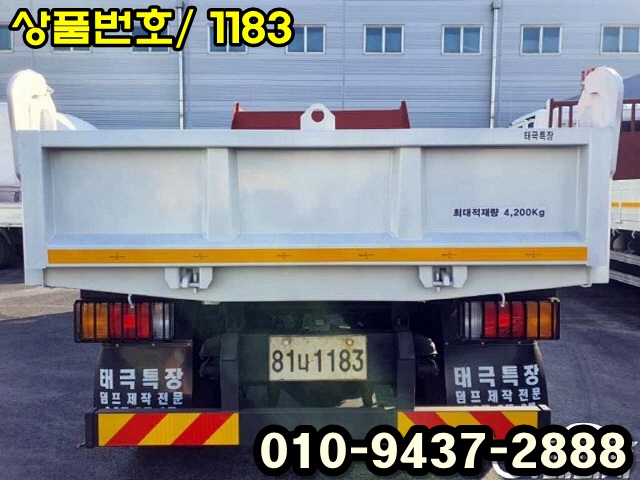 상품번호/ 1183
태극특장
최대적재량 4,200Kg
81너1183
태극특장
덤프 제작 전문
태극특장
덤프 제작 전문
010-9437-2888